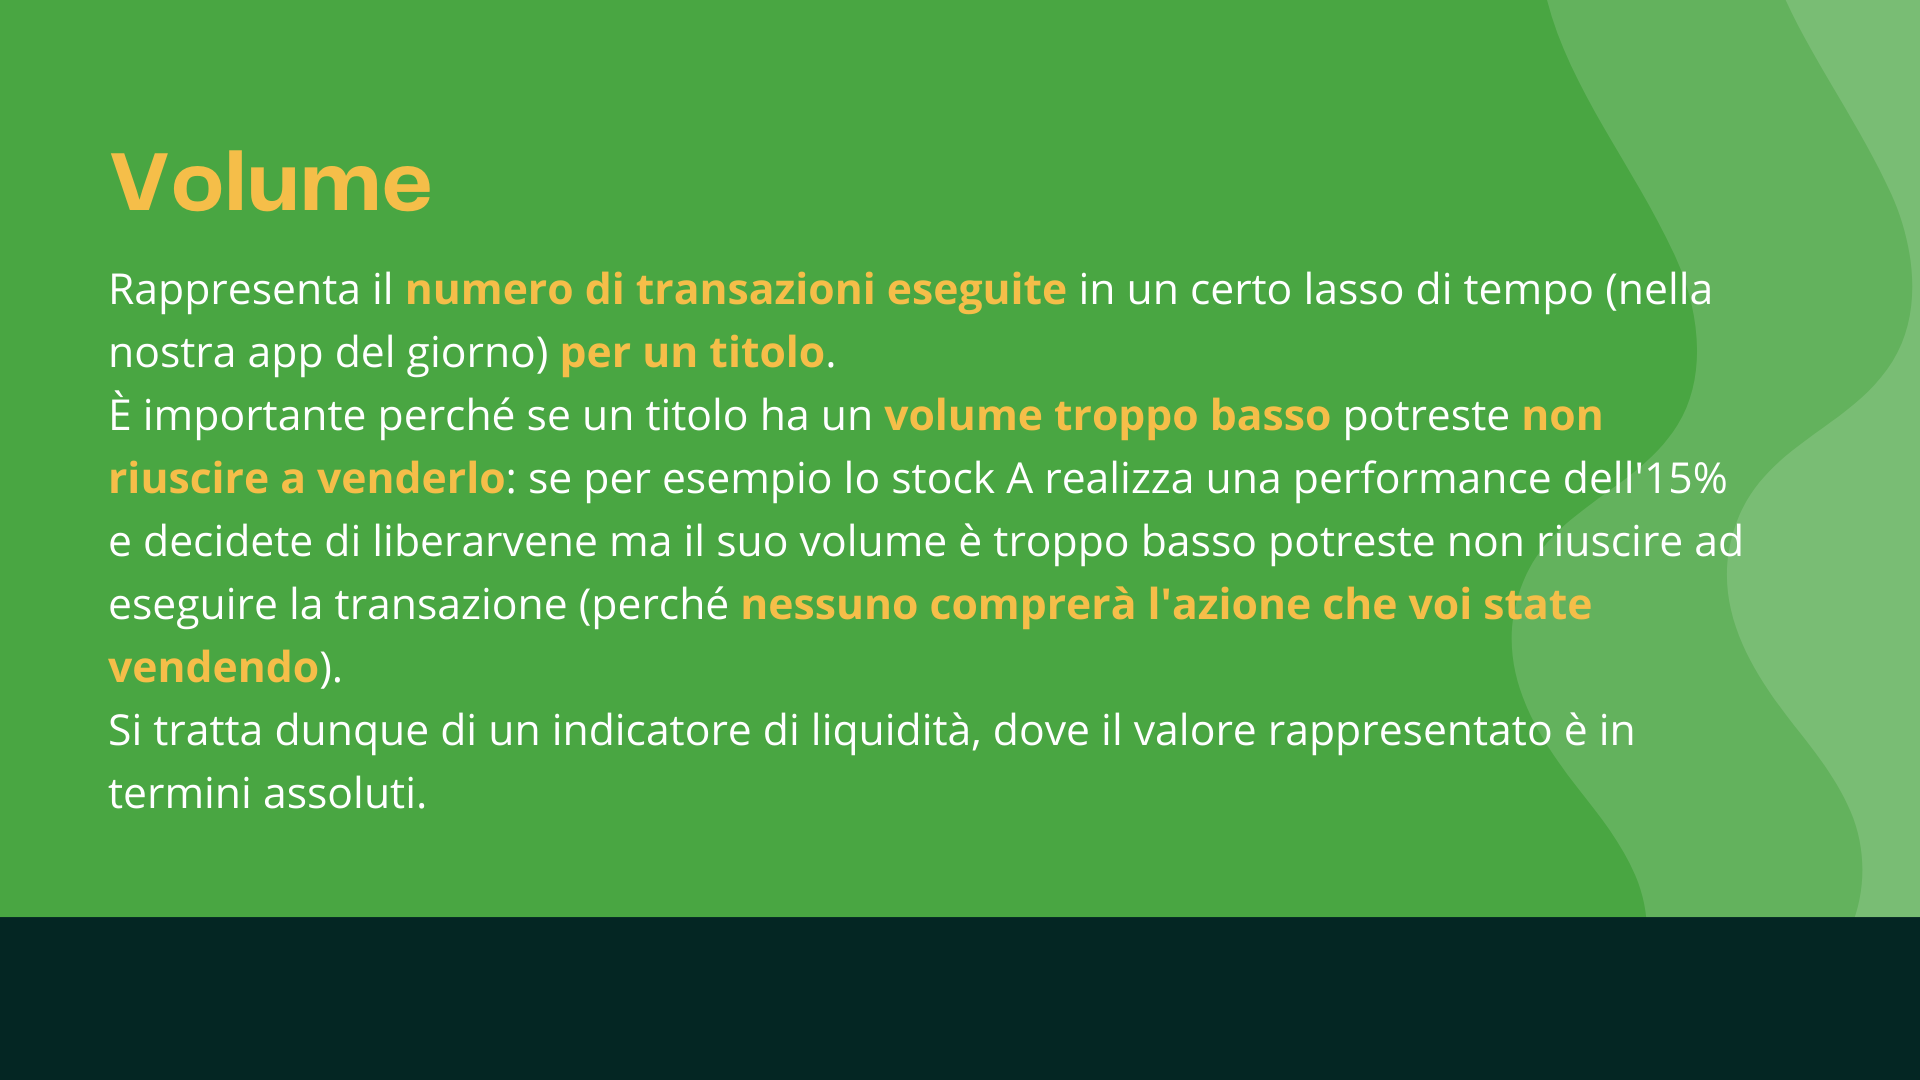 Volume
Rappresenta il numero di transazioni eseguite in un certo lasso di tempo (nella
nostra app del giorno) per un titolo.
È importante perché se un titolo ha un volume troppo basso potreste non
riuscire a venderlo: se per esempio lo stock A realizza una performance dell'15%
e decidete di liberarvene ma il suo volume è troppo basso potreste non riuscire ad
eseguire la transazione (perché nessuno comprerà l'azione che voi state
vendendo).
Si tratta dunque di un indicatore di liquidità, dove il valore rappresentato è in
termini assoluti.